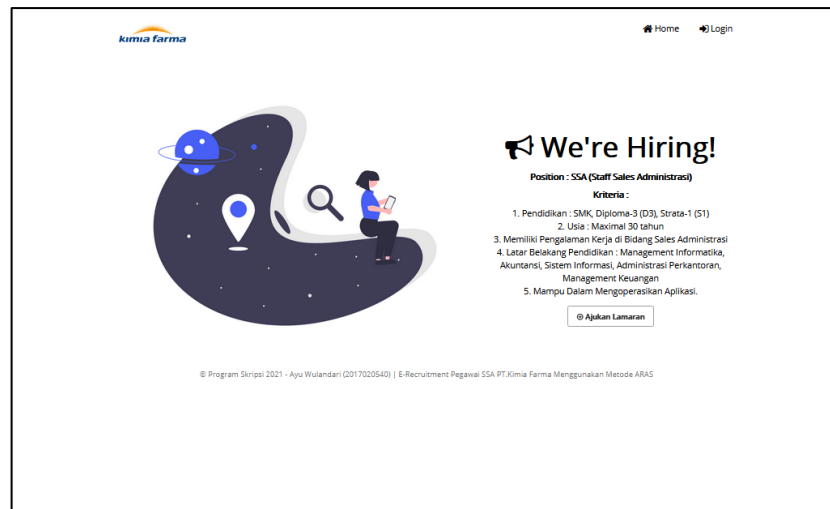 kimia farma
Home
Login
We're Hiring!
Position : SSA (Staff Sales Administrasi)
Kriteria :
1. Pendidikan : SMK, Diploma-3 (D3), Strata-1 (S1)
2. Usia : Maximal 30 tahun
3. Memiliki Pengalaman Kerja di Bidang Sales Administrasi
4. Latar Belakang Pendidikan : Management Informatika,
Akuntansi, Sistem Informasi, Administrasi Perkantoran,
Management Keuangan
5. Mampu Dalam Mengoperasikan Aplikasi.
Ajukan Lamaran
© Program Skripsi 2021 - Ayu Wulandari (2017020540) | E-Recruitment Pegawai SSA PT.Kimia Farma Menggunakan Metode ARAS